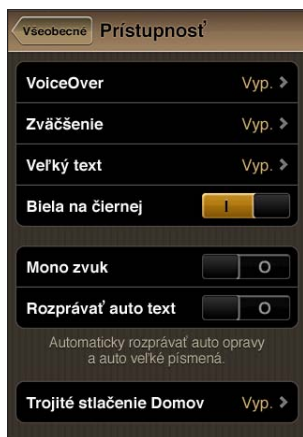 Všeobecné Prístupnosť
VoiceOver Vyp.
Zväčšenie Vyp.
Veľký text Vyp.
Biela na čiernej I
Mono zvuk O
Rozprávať auto text O
Automaticky rozprávať auto opravy
a auto veľké písmená.
Trojité stlačenie Domov Vyp.